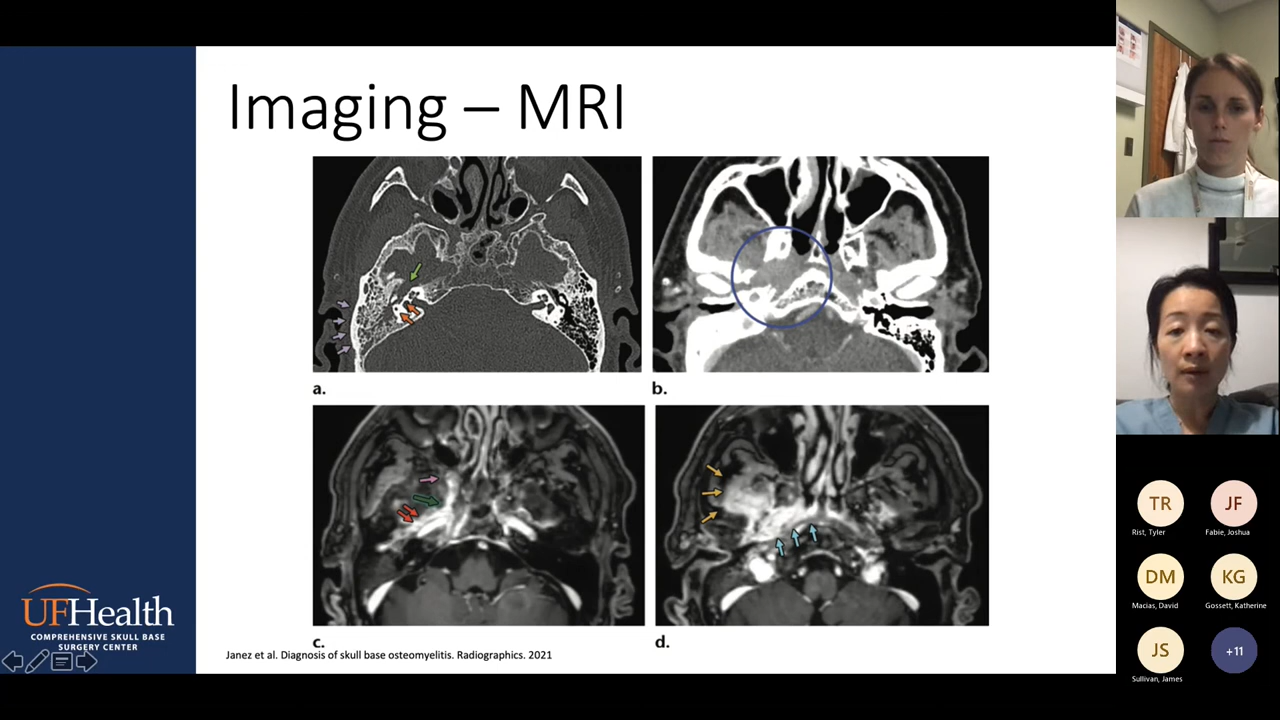 Imaging – MRI
a.
b.
c.
d.
Janez et al. Diagnosis of skull base osteomyelitis. Radiographics. 2021
UFHealth
COMPREHENSIVE SKULL BASE
SURGERY CENTER
TR
JF
Rist, Tyler
Fabie, Joshua
DM
KG
Macias, David
Gossett, Katherine
JS
+11
Sullivan, James